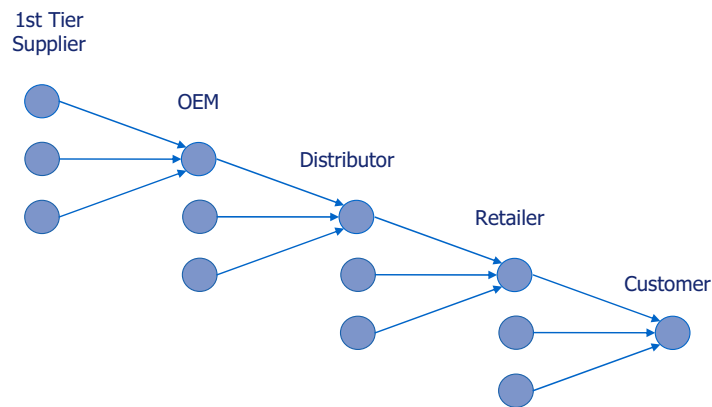 1st Tier
Supplier
OEM
Distributor
Retailer
Customer